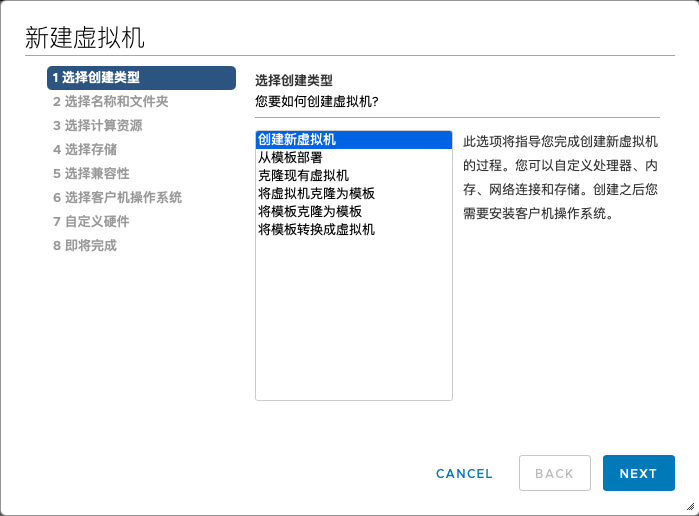 新建虚拟机
1 选择创建类型
2 选择名称和文件夹
3 选择计算资源
4 选择存储
5 选择兼容性
6 选择客户机操作系统
7 自定义硬件
8 即将完成
选择创建类型
您要如何创建虚拟机?
创建新虚拟机
从模板部署
克隆现有虚拟机
将虚拟机克隆为模板
将模板克隆为模板
将模板转换成虚拟机
此选项将指导您完成创建新虚拟机
的过程。您可以自定义处理器、内
存、网络连接和存储。创建之后您
需要安装客户机操作系统。
CANCEL
BACK
NEXT